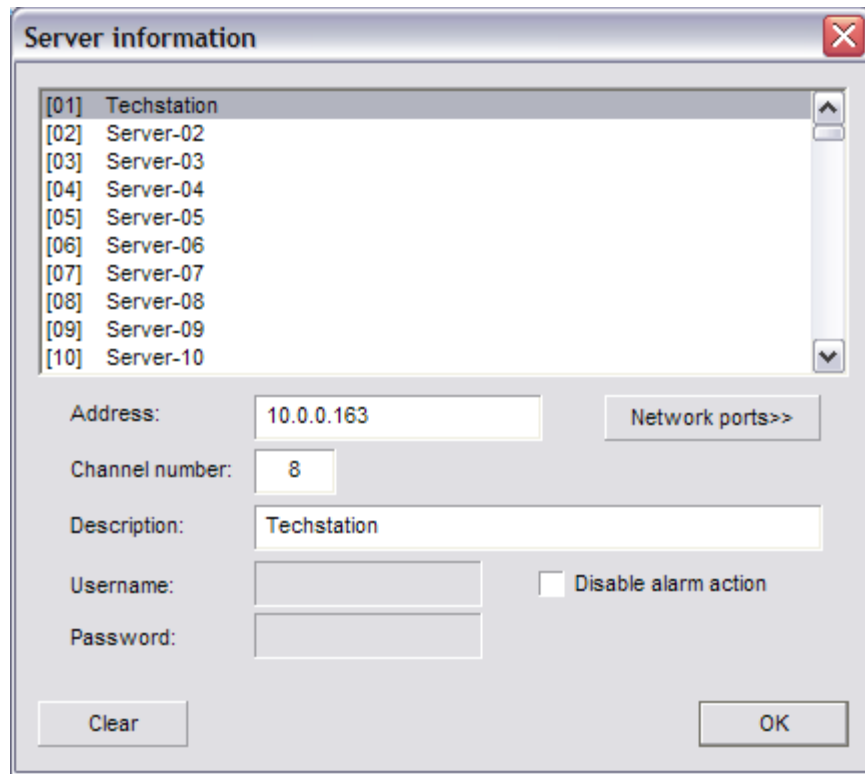 Server information
[01] Techstation
[02] Server-02
[03] Server-03
[04] Server-04
[05] Server-05
[06] Server-06
[07] Server-07
[08] Server-08
[09] Server-09
[10] Server-10
Address: 10.0.0.163 Network ports>>
Channel number: 8
Description: Techstation
Username: Disable alarm action
Password:
Clear OK